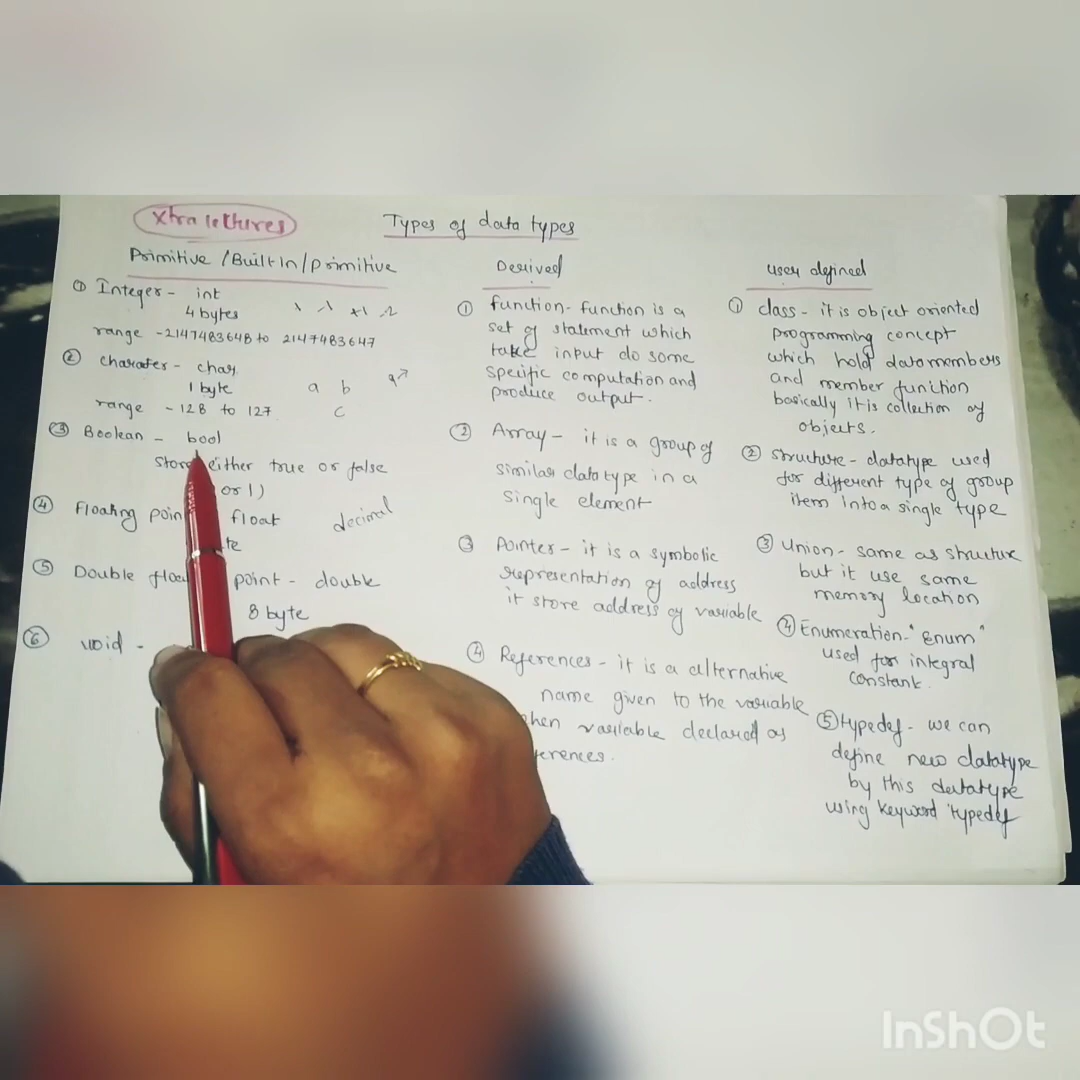 Xtra lectures
Types of data types
Primitive / Built In / primitive
① Integer - int
4 bytes
range -2147483648 to 2147483647
② charater - char
1 byte a b
range -128 to 127 c
③ Boolean - bool
store either true or false
or 1)
④ Floating float decimal
⑤ Double point - double
8 byte
⑥ void -
Derived
① function - function is a
set of statement which
take input do some
specific computation and
produce output.
② Array - it is a group of
similar datatype in a
single element
③ Pointer - it is a symbolic
representation of address
it store address of variable
④ References - it is a alternative
name given to the variable
when variable declared as
user defined
① class - it is object oriented
programming concept
which hold datamembers
and member function
basically it is collection of
objects.
② structure - datatype used
for different type of group
item into a single type
③ Union - same as structure
but it use same
memory location
④ Enumeration - "enum"
used for integral
constant.
⑤ typedef - we can
define new datatype
by this datatype
using keyword 'typedef
InShOt